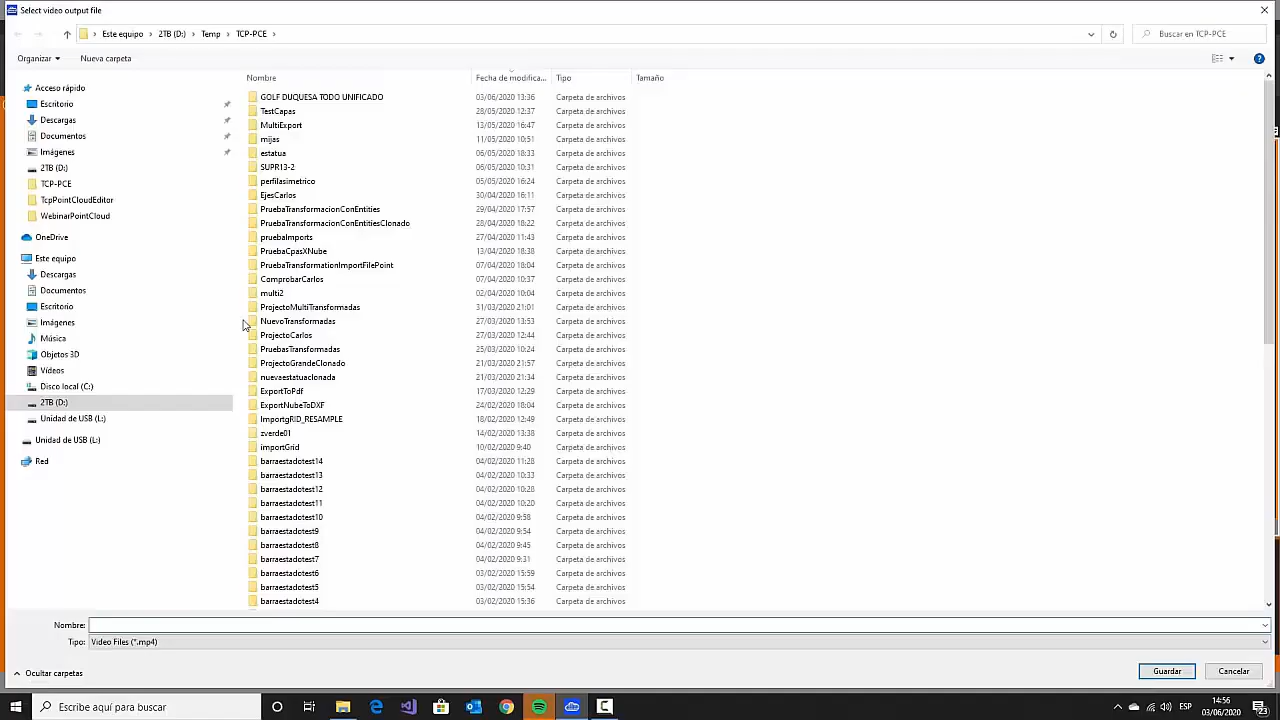 Select video output file
Este equipo > 2TB (D:) > Temp > TCP-PCE >
Buscar en TCP-PCE
Organizar
Nueva carpeta
Nombre
Fecha de modifica...
Tipo
Tamaño
Acceso rápido
Escritorio
Descargas
Documentos
Imágenes
2TB (D:)
TCP-PCE
TcpPointCloudEditor
WebinarPointCloud
OneDrive
Este equipo
Descargas
Documentos
Escritorio
Imágenes
Música
Objetos 3D
Vídeos
Disco local (C:)
2TB (D:)
Unidad de USB (L:)
Unidad de USB (L:)
Red
GOLF DUQUESA TODO UNIFICADO 03/06/2020 13:36 Carpeta de archivos
TestCapas 28/05/2020 12:37 Carpeta de archivos
MultiExport 13/05/2020 16:47 Carpeta de archivos
mijas 11/05/2020 10:51 Carpeta de archivos
estatua 06/05/2020 18:33 Carpeta de archivos
SUPR13-2 06/05/2020 10:31 Carpeta de archivos
perfilasimetrico 05/05/2020 16:24 Carpeta de archivos
EjesCarlos 30/04/2020 16:11 Carpeta de archivos
PruebaTransformacionConEntities 29/04/2020 17:57 Carpeta de archivos
PruebaTransformacionConEntitiesClonado 28/04/2020 18:22 Carpeta de archivos
pruebaImports 27/04/2020 11:43 Carpeta de archivos
PruebaCpasXNube 13/04/2020 18:38 Carpeta de archivos
PruebaTransformationImportFilePoint 07/04/2020 18:04 Carpeta de archivos
ComprobarCarlos 07/04/2020 10:37 Carpeta de archivos
multi2 02/04/2020 10:04 Carpeta de archivos
ProjectoMultiTransformadas 31/03/2020 21:01 Carpeta de archivos
NuevoTransformadas 27/03/2020 13:53 Carpeta de archivos
ProjectoCarlos 27/03/2020 12:44 Carpeta de archivos
PruebasTransformadas 25/03/2020 10:24 Carpeta de archivos
ProjectoGrandeClonado 21/03/2020 21:57 Carpeta de archivos
nuevaestatuaclonada 21/03/2020 21:34 Carpeta de archivos
ExportToPdf 17/03/2020 12:29 Carpeta de archivos
ExportNubeToDXF 24/02/2020 18:04 Carpeta de archivos
ImportgRID_RESAMPLE 18/02/2020 12:49 Carpeta de archivos
zverde01 14/02/2020 13:38 Carpeta de archivos
importGrid 10/02/2020 9:40 Carpeta de archivos
barraestadotest14 04/02/2020 11:28 Carpeta de archivos
barraestadotest13 04/02/2020 10:33 Carpeta de archivos
barraestadotest12 04/02/2020 10:28 Carpeta de archivos
barraestadotest11 04/02/2020 10:20 Carpeta de archivos
barraestadotest10 04/02/2020 9:58 Carpeta de archivos
barraestadotest9 04/02/2020 9:54 Carpeta de archivos
barraestadotest8 04/02/2020 9:45 Carpeta de archivos
barraestadotest7 04/02/2020 9:31 Carpeta de archivos
barraestadotest6 03/02/2020 15:59 Carpeta de archivos
barraestadotest5 03/02/2020 15:54 Carpeta de archivos
barraestadotest4 03/02/2020 15:36 Carpeta de archivos
Nombre:
Tipo: Video Files (*.mp4)
Ocultar carpetas
Guardar
Cancelar
Escribe aquí para buscar
ESP
14:56
03/06/2020